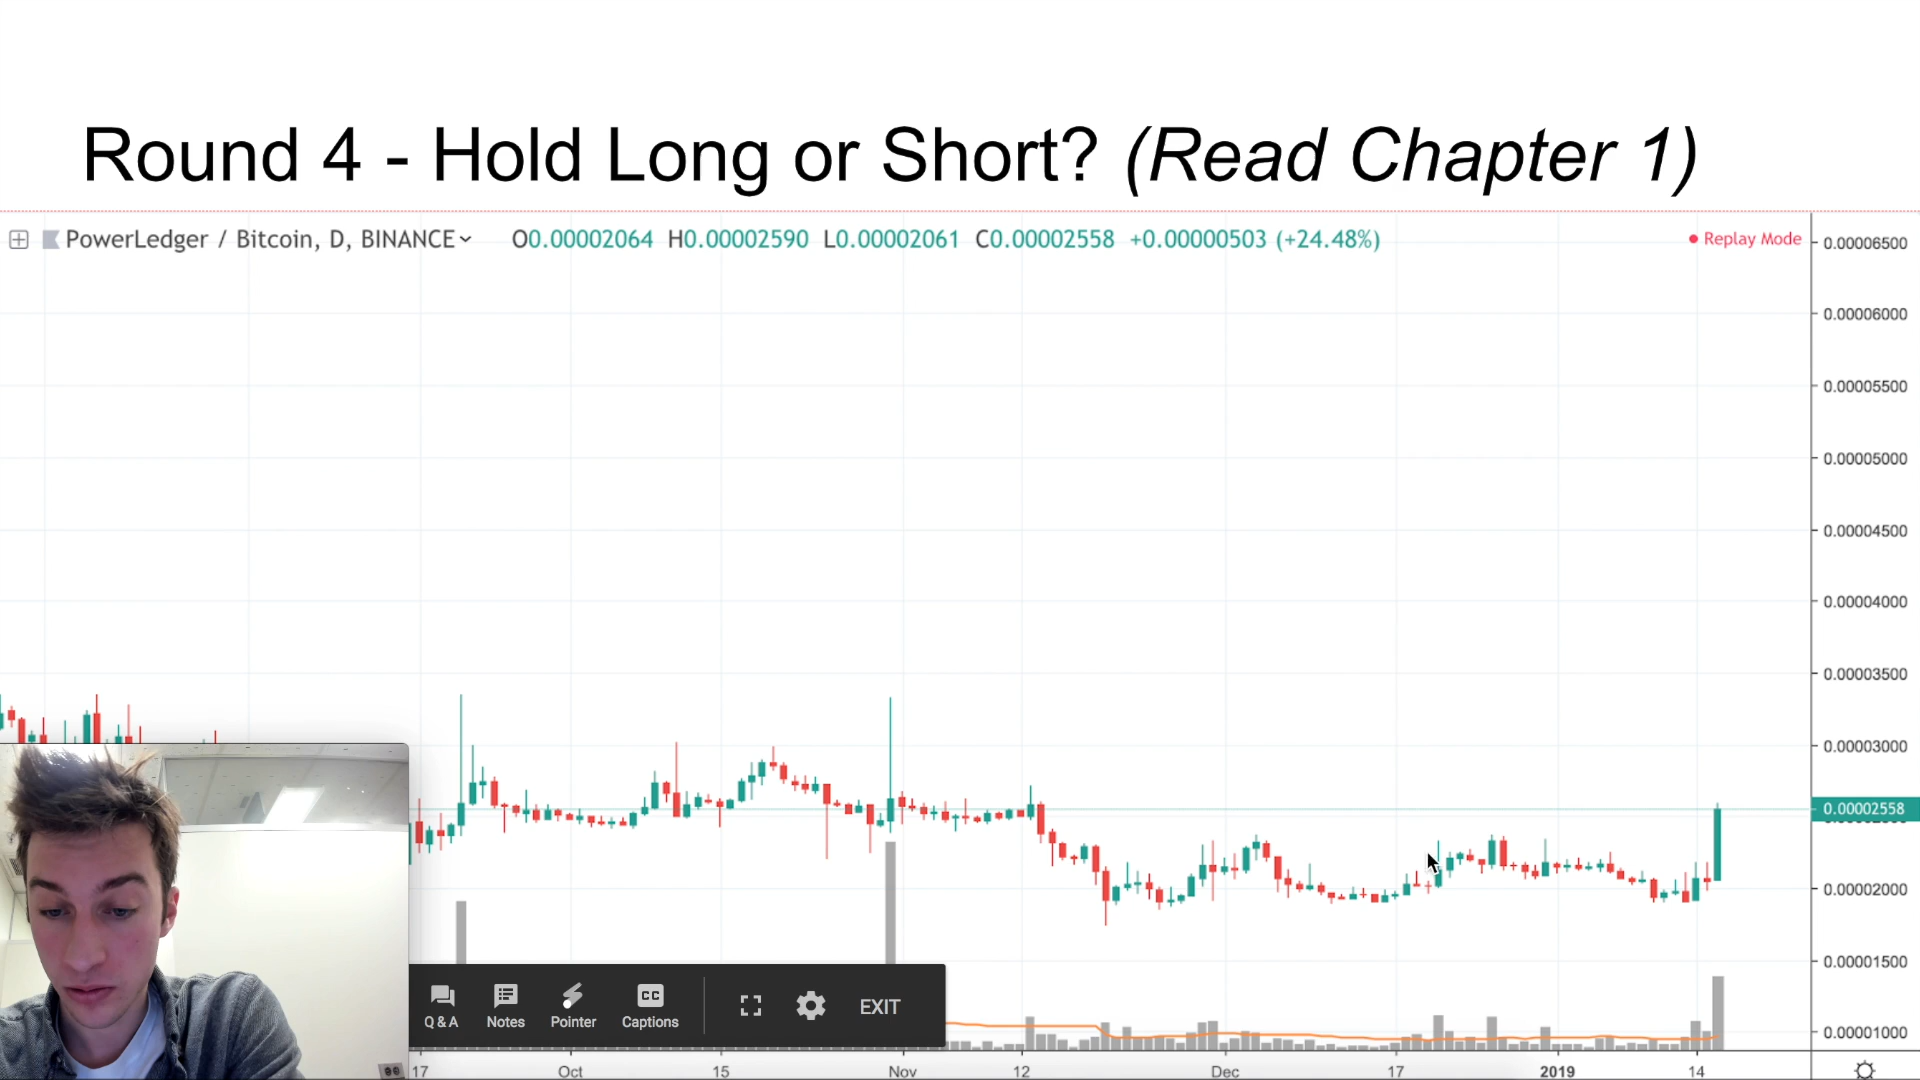 Round 4 - Hold Long or Short? (Read Chapter 1)
PowerLedger / Bitcoin, D, BINANCE O0.00002064 H0.00002590 L0.00002061 C0.00002558 +0.00000503 (+24.48%)
Replay Mode
0.00006500
0.00006000
0.00005500
0.00005000
0.00004500
0.00004000
0.00003500
0.00003000
0.00002558
0.00002000
0.00001500
0.00001000
Q & A Notes Pointer CC Captions EXIT
17 Oct 15 Nov 12 Dec 17 2019 14